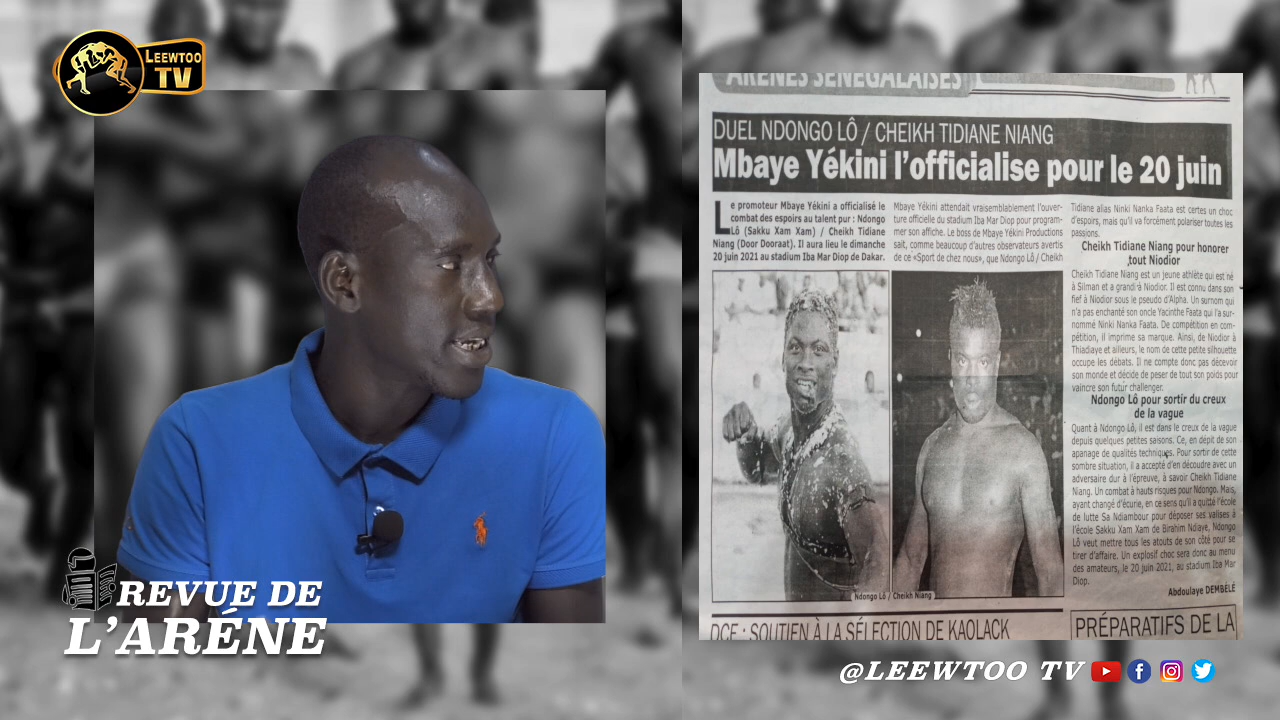 LEEWTOO
TV
ARENES SENEGALAISES
DUEL NDONGO LÔ / CHEIKH TIDIANE NIANG
Mbaye Yékini l'officialise pour le 20 juin
Le promoteur Mbaye Yékini a officialisé le
combat des espoirs au talent pur : Ndongo
Lô (Sakku Xam Xam) / Cheikh Tidiane
Niang (Door Dooraat). Il aura lieu le dimanche
20 juin 2021 au stadium Iba Mar Diop de Dakar.
Mbaye Yékini attendait vraisemblablement l'ouver-
ture officielle du stadium Iba Mar Diop pour program-
mer son affiche. Le boss de Mbaye Yékini Productions
sait, comme beaucoup d'autres observateurs avertis
de ce «Sport de chez nous», que Ndongo Lô / Cheikh
Tidiane alias Ninki Nanka Faata est certes un choc
d'espoirs, mais qu'il va forcément polariser toutes les
passions.
Cheikh Tidiane Niang pour honorer
tout Niodior
Cheikh Tidiane Niang est un jeune athlète qui est né
à Silman et a grandi à Niodior. Il est connu dans son
fief à Niodior sous le pseudo d'Alpha. Un surnom qui
n'a pas enchanté son oncle Yacinthe Faata qui l'a sur-
nommé Ninki Nanka Faata. De compétition en com-
pétition, il imprime sa marque. Ainsi, de Niodior à
Thiadiaye et ailleurs, le nom de cette petite silhouette
occupe les débats. Il ne compte donc pas décevoir
son monde et décide de peser de tout son poids pour
vaincre son futur challenger.
Ndongo Lô pour sortir du creux
de la vague
Quant à Ndongo Lô, il est dans le creux de la vague
depuis quelques petites saisons. Ce, en dépit de son
apanage de qualités techniques. Pour sortir de cette
sombre situation, il a accepté d'en découdre avec un
adversaire dur à l'épreuve, à savoir Cheikh Tidiane
Niang. Un combat à hauts risques pour Ndongo. Mais,
ayant changé d'écurie, en ce sens qu'il a quitté l'école
de lutte Sa Ndiambour pour déposer ses valises à
l'école Sakku Xam Xam de Birahim Ndiaye, Ndongo
Lô veut mettre tous les atouts de son côté pour se
tirer d'affaire. Un explosif choc sera donc au menu
des amateurs, le 20 juin 2021, au stadium Iba Mar
Diop.
Abdoulaye DEMBÉLÉ
Ndongo Lô / Cheikh Niang
DCE : SOUTIEN À LA SÉLECTION DE KAOLACK
PRÉPARATIFS DE LA
REVUE DE
L'ARÉNE
@LEEWTOO TV